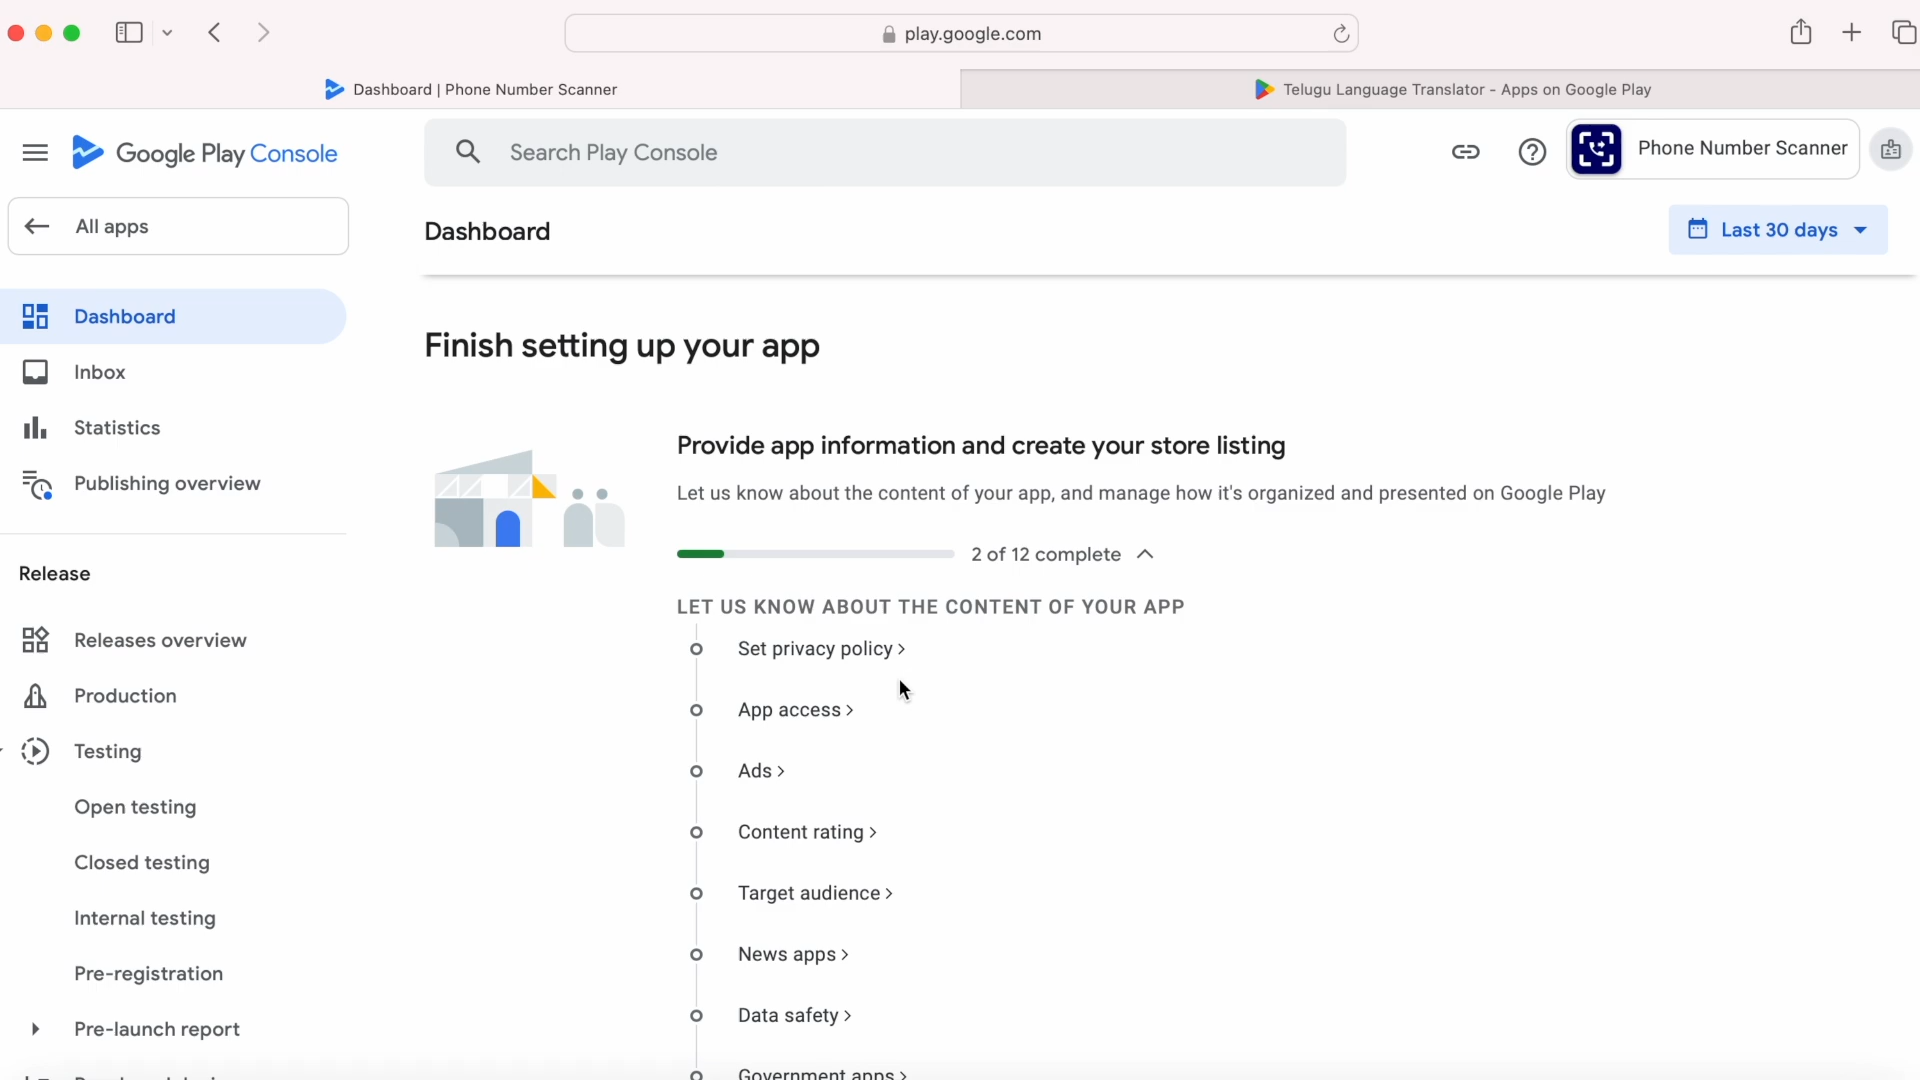 play.google.com
Dashboard | Phone Number Scanner
Telugu Language Translator - Apps on Google Play
Google Play Console
Search Play Console
Phone Number Scanner
All apps
Dashboard
Last 30 days
Dashboard
Inbox
Statistics
Publishing overview
Release
Releases overview
Production
Testing
Open testing
Closed testing
Internal testing
Pre-registration
Pre-launch report
Finish setting up your app
Provide app information and create your store listing
Let us know about the content of your app, and manage how it's organized and presented on Google Play
2 of 12 complete
LET US KNOW ABOUT THE CONTENT OF YOUR APP
Set privacy policy >
App access >
Ads >
Content rating >
Target audience >
News apps >
Data safety >
Government apps >